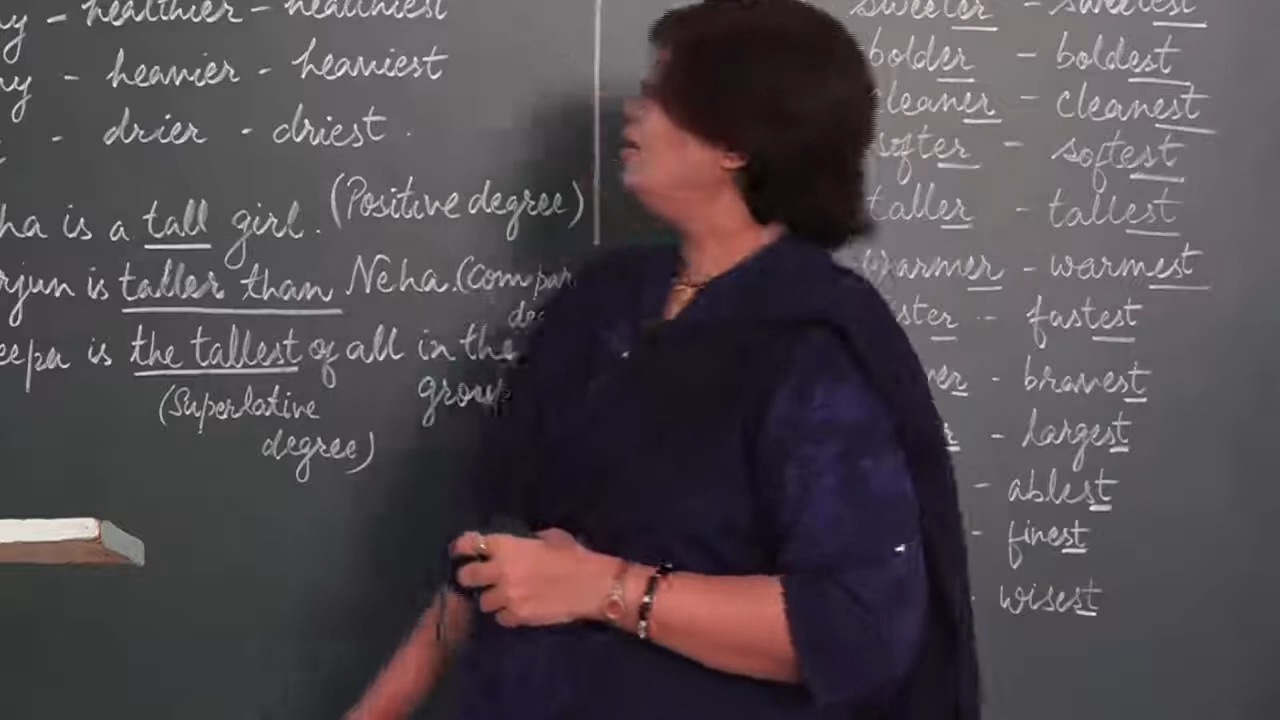 healthier - healthiest
- heavier - heaviest
- drier - driest.
is a tall girl. (Positive degree)
is taller than Neha. (Compar
is the tallest of all in the
group
(Superlative
degree)
sweeter - sweetest
bolder - boldest
cleaner - cleanest
softer - softest
taller - tallest
warmer - warmest
- fastest
- bravest
- largest
- ablest
- finest
wisest